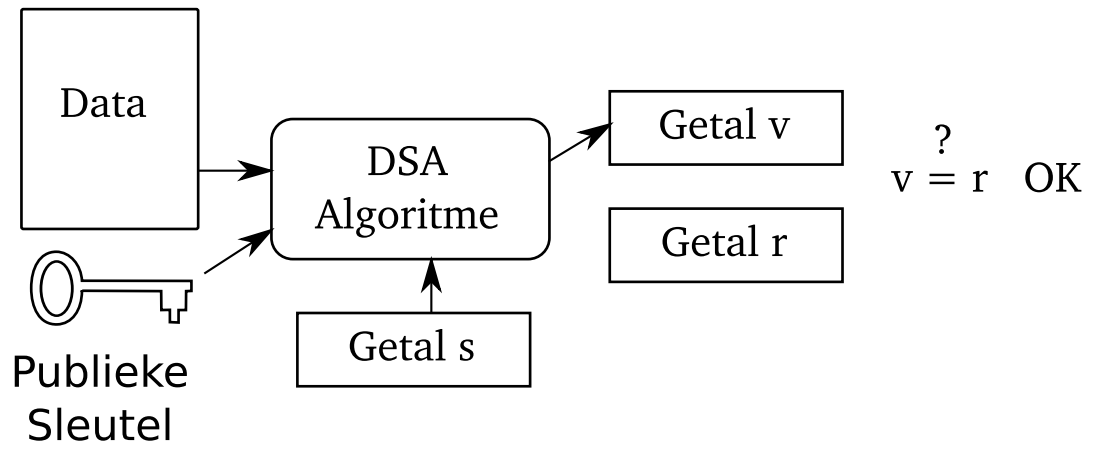 Data
DSA
Algoritme
Getal v
?
v = r OK
Getal r
Getal s
Publieke
Sleutel